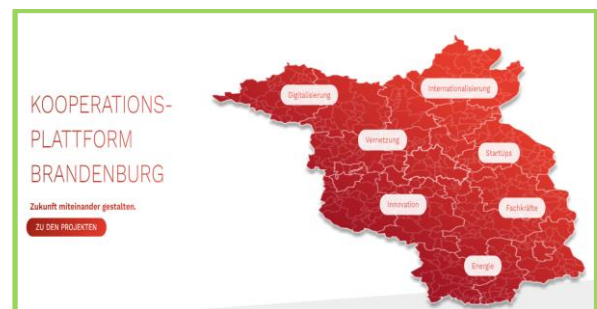 KOOPERATIONS-
PLATTFORM
BRANDENBURG
Zukunft miteinander gestalten.
ZU DEN PROJEKTEN
Digitalisierung
Internationalisierung
Vernetzung
StartUps
Innovation
Fachkräfte
Energie